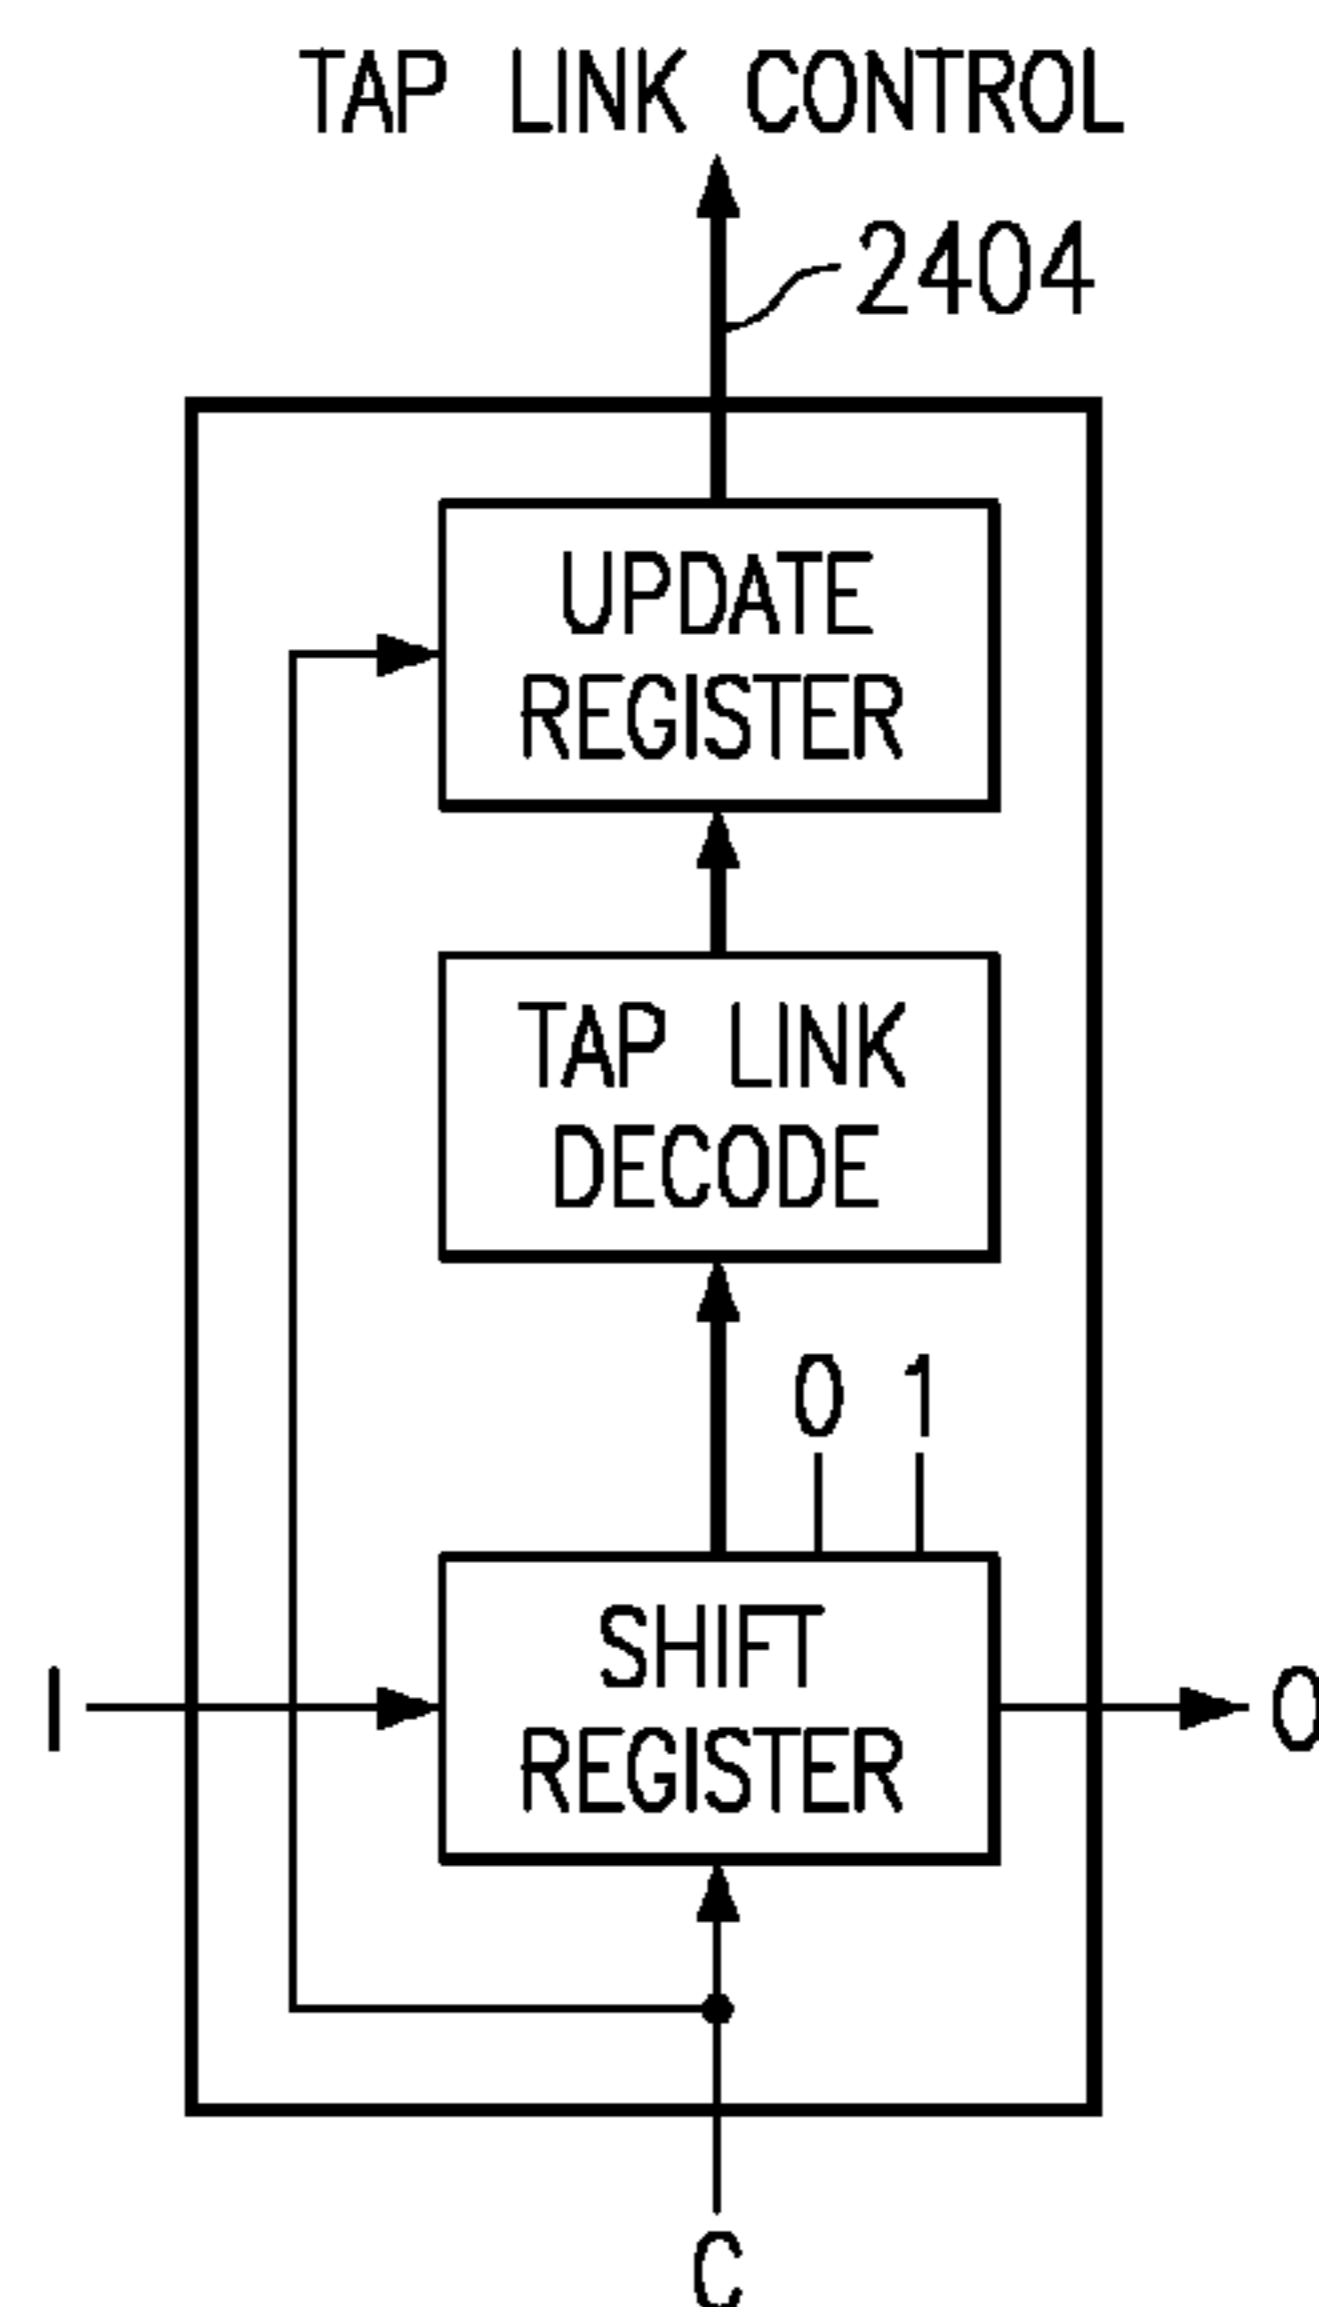 TAP LINK CONTROL
2404
UPDATE
REGISTER
TAP LINK
DECODE
0 1
SHIFT
REGISTER
I
O
C